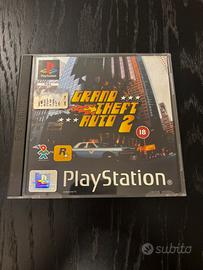 GRAND
THEFT
AUTO 2
18
R
PlayStation
subito